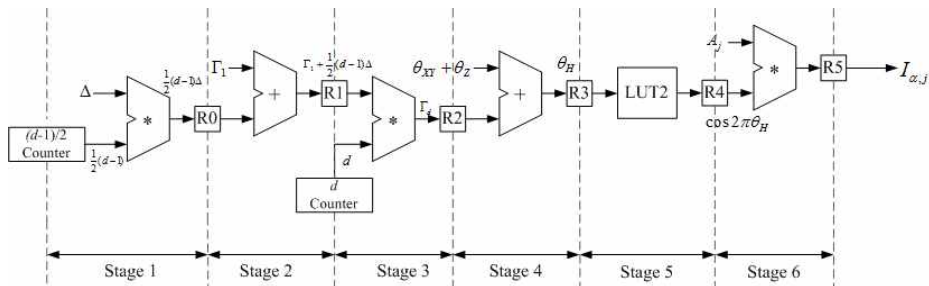 Δ
(d-1)/2
Counter
½(d-1)
*
½(d-1)Δ
R0
Γ₁
+
Γ₁ + ½(d-1)Δ
R1
d
d
Counter
*
Γ_d
R2
θ_XY + θ_Z
+
θ_H
R3
LUT2
R4
cos2πθ_H
A_j
*
R5
I_α,j
Stage 1
Stage 2
Stage 3
Stage 4
Stage 5
Stage 6